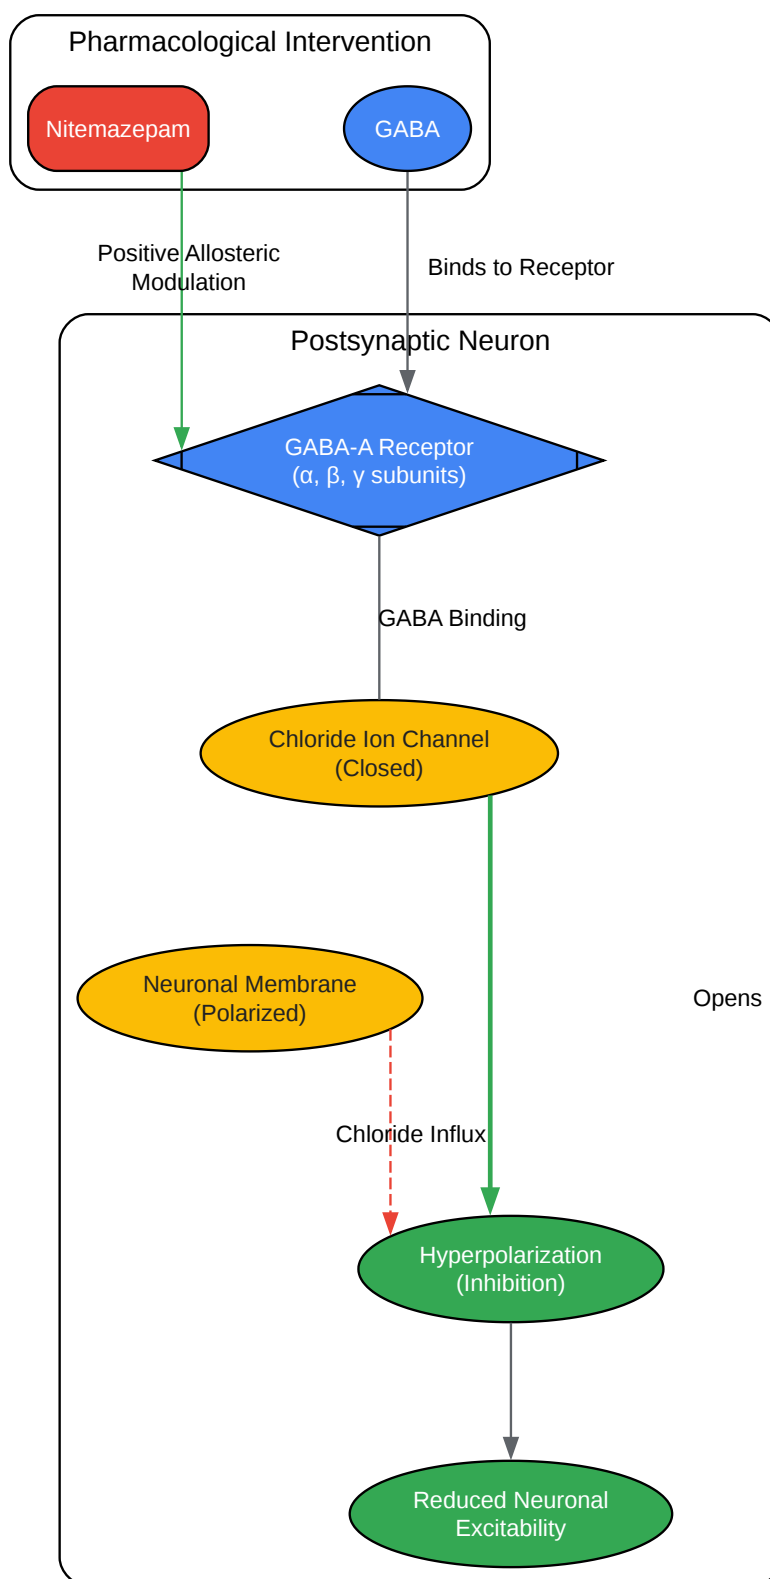 Pharmacological Intervention
Nitemazepam
GABA
Positive Allosteric
Modulation
Binds to Receptor
Postsynaptic Neuron
GABA-A Receptor
(α, β, γ subunits)
GABA Binding
Chloride Ion Channel
(Closed)
Neuronal Membrane
(Polarized)
Opens
Chloride Influx
Hyperpolarization
(Inhibition)
Reduced Neuronal
Excitability